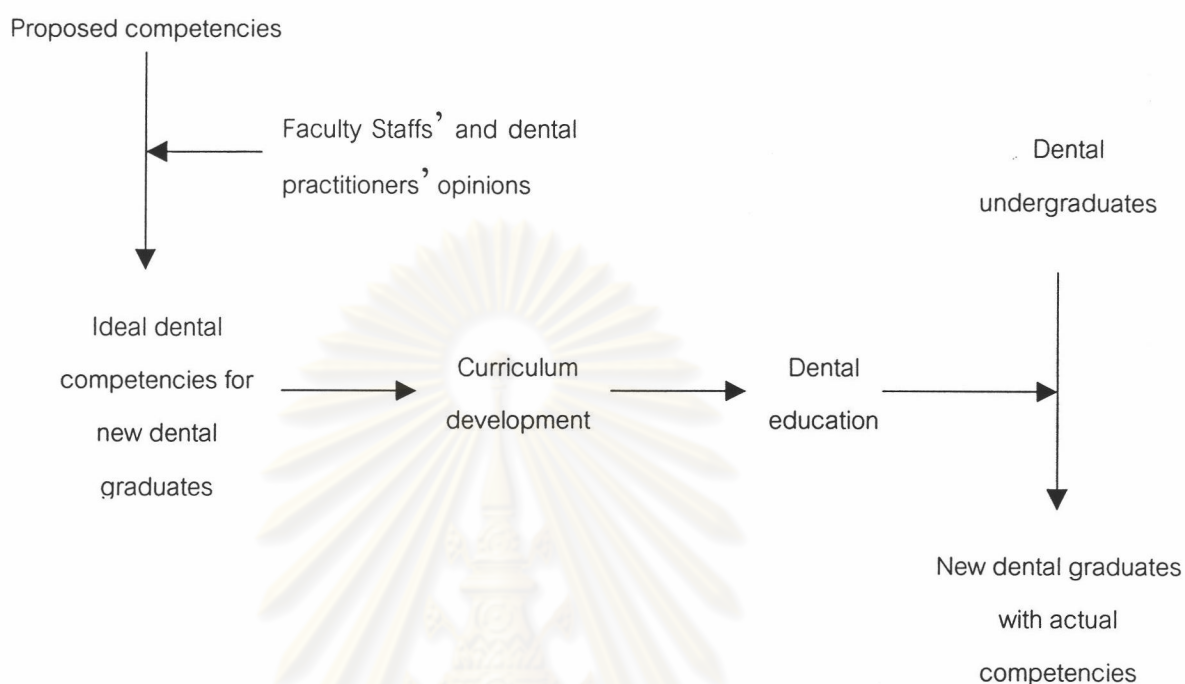 Proposed competencies
Faculty Staffs’ and dental
practitioners’ opinions
Dental
undergraduates
Ideal dental
competencies for
new dental
graduates
Curriculum
development
Dental
education
New dental graduates
with actual
competencies